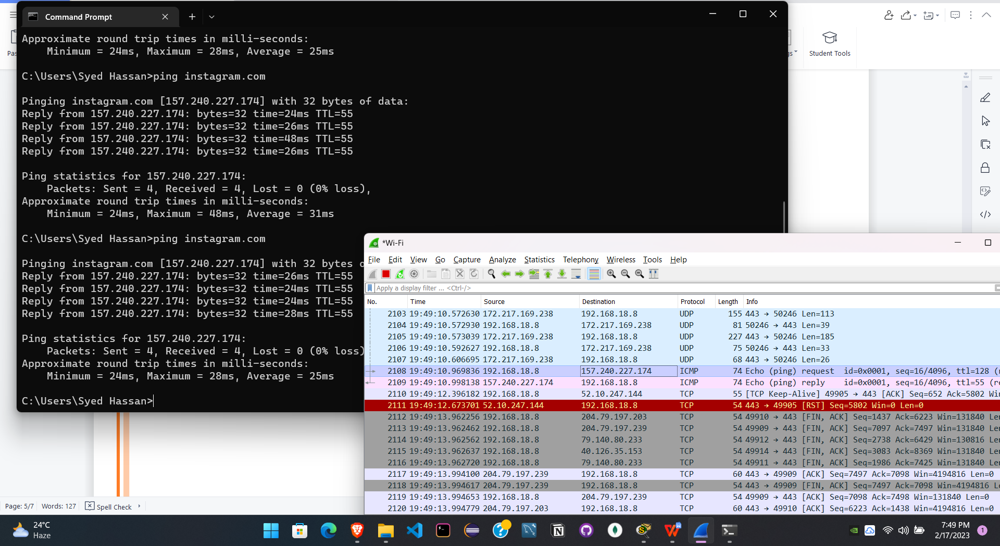 Command Prompt
Approximate round trip times in milli-seconds:
    Minimum = 24ms, Maximum = 28ms, Average = 25ms
C:\Users\Syed Hassan>ping instagram.com
Pinging instagram.com [157.240.227.174] with 32 bytes of data:
Reply from 157.240.227.174: bytes=32 time=24ms TTL=55
Reply from 157.240.227.174: bytes=32 time=26ms TTL=55
Reply from 157.240.227.174: bytes=32 time=48ms TTL=55
Reply from 157.240.227.174: bytes=32 time=26ms TTL=55
Ping statistics for 157.240.227.174:
    Packets: Sent = 4, Received = 4, Lost = 0 (0% loss),
Approximate round trip times in milli-seconds:
    Minimum = 24ms, Maximum = 48ms, Average = 31ms
C:\Users\Syed Hassan>ping instagram.com
Pinging instagram.com [157.240.227.174] with 32 bytes o
Reply from 157.240.227.174: bytes=32 time=26ms TTL=55
Reply from 157.240.227.174: bytes=32 time=24ms TTL=55
Reply from 157.240.227.174: bytes=32 time=24ms TTL=55
Reply from 157.240.227.174: bytes=32 time=28ms TTL=55
Ping statistics for 157.240.227.174:
    Packets: Sent = 4, Received = 4, Lost = 0 (0% loss)
Approximate round trip times in milli-seconds:
    Minimum = 24ms, Maximum = 28ms, Average = 25ms
C:\Users\Syed Hassan>
Pas
gs
Student Tools
*Wi-Fi
File Edit View Go Capture Analyze Statistics Telephony Wireless Tools Help
Apply a display filter ... <Ctrl-/>
No. Time Source Destination Protocol Length Info
2103 19:49:10.572630 172.217.169.238 192.168.18.8 UDP 155 443 → 50246 Len=113
2104 19:49:10.572930 192.168.18.8 172.217.169.238 UDP 81 50246 → 443 Len=39
2105 19:49:10.573039 172.217.169.238 192.168.18.8 UDP 227 443 → 50246 Len=185
2106 19:49:10.592627 192.168.18.8 172.217.169.238 UDP 75 50246 → 443 Len=33
2107 19:49:10.606695 172.217.169.238 192.168.18.8 UDP 68 443 → 50246 Len=26
2108 19:49:10.969836 192.168.18.8 157.240.227.174 ICMP 74 Echo (ping) request id=0x0001, seq=16/4096, ttl=128 (r
2109 19:49:10.998138 157.240.227.174 192.168.18.8 ICMP 74 Echo (ping) reply id=0x0001, seq=16/4096, ttl=55 (re
2110 19:49:12.396182 192.168.18.8 52.10.247.144 TCP 55 [TCP Keep-Alive] 49905 → 443 [ACK] Seq=652 Ack=5802 Wi
2111 19:49:12.673701 52.10.247.144 192.168.18.8 TCP 54 443 → 49905 [RST] Seq=5802 Win=0 Len=0
2112 19:49:13.962256 192.168.18.8 204.79.197.203 TCP 54 49910 → 443 [FIN, ACK] Seq=1437 Ack=6223 Win=131840 Le
2113 19:49:13.962462 192.168.18.8 204.79.197.239 TCP 54 49909 → 443 [FIN, ACK] Seq=7097 Ack=7497 Win=131840 Le
2114 19:49:13.962562 192.168.18.8 79.140.80.233 TCP 54 49912 → 443 [FIN, ACK] Seq=2738 Ack=6429 Win=130816 Le
2115 19:49:13.962637 192.168.18.8 40.126.35.153 TCP 54 49914 → 443 [FIN, ACK] Seq=3083 Ack=8369 Win=131840 Le
2116 19:49:13.962720 192.168.18.8 79.140.80.233 TCP 54 49911 → 443 [FIN, ACK] Seq=1986 Ack=7425 Win=131840 Le
2117 19:49:13.994100 204.79.197.239 192.168.18.8 TCP 60 443 → 49909 [ACK] Seq=7497 Ack=7098 Win=4194816 Len=0
2118 19:49:13.994617 204.79.197.239 192.168.18.8 TCP 54 443 → 49909 [FIN, ACK] Seq=7497 Ack=7098 Win=4194816 L
2119 19:49:13.994653 192.168.18.8 204.79.197.239 TCP 54 49909 → 443 [ACK] Seq=7098 Ack=7498 Win=131840 Len=0
2120 19:49:13.994779 204.79.197.203 192.168.18.8 TCP 60 443 → 49910 [ACK] Seq=6223 Ack=1438 Win=4194816 Len=0
Page: 5/7 Words: 127 Spell Check
24°C
Haze
7:49 PM
2/17/2023
1